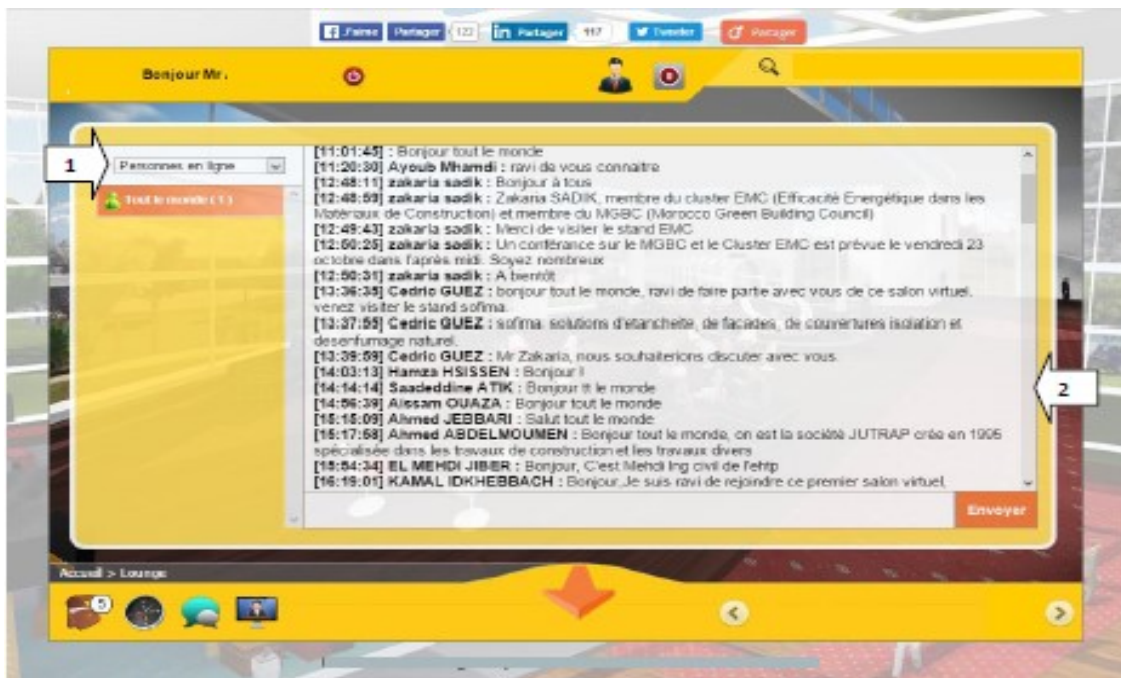 J'aime Partager 122 in Partager 117 Tweeter Partager
Bonjour Mr.
D
1
Personnes en ligne
Tout le monde ( 1 )
[11:01:45] : Bonjour tout le monde
[11:20:30] Ayoub Mhamdi : ravi de vous connaitre
[12:48:11] zakaria sadik : Bonjour à tous
[12:48:59] zakaria sadik : Zakaria SADIK, membre du cluster EMC (Efficacité Energétique dans les
Matériaux de Construction) et membre du MGBC (Morocco Green Building Council)
[12:49:43] zakaria sadik : Merci de visiter le stand EMC
[12:50:25] zakaria sadik : Un conférance sur le MGBC et le Cluster EMC est prévue le vendredi 23
octobre dans l'après midi. Soyez nombreux
[12:50:31] zakaria sadik : A bientôt
[13:36:35] Cedric GUEZ : bonjour tout le monde, ravi de faire partie avec vous de ce salon virtuel.
venez visiter le stand sofima.
[13:37:55] Cedric GUEZ : sofima. solutions d'etancheite, de façades, de couvertures isolation et
desenfumage naturel.
[13:39:59] Cedric GUEZ : Mr Zakaria, nous souhaiterions discuter avec vous.
[14:03:13] Hamza HSISSEN : Bonjour !
[14:14:14] Saadeddine ATIK : Bonjour tt le monde
[14:56:39] Aissam OUAZA : Bonjour tout le monde
[15:15:09] Ahmed JEBBARI : Salut tout le monde
[15:17:58] Ahmed ABDELMOUMEN : Bonjour tout le monde, on est la société JUTRAP crée en 1995
spécialisée dans les travaux de construction et les travaux divers
[15:54:34] EL MEHDI JIBER : Bonjour, C'est Mehdi Ing civil de l'ehtp
[16:19:01] KAMAL IDKHEBBACH : Bonjour,Je suis ravi de rejoindre ce premier salon virtuel,
2
Envoyer
Accueil > Lounge
5